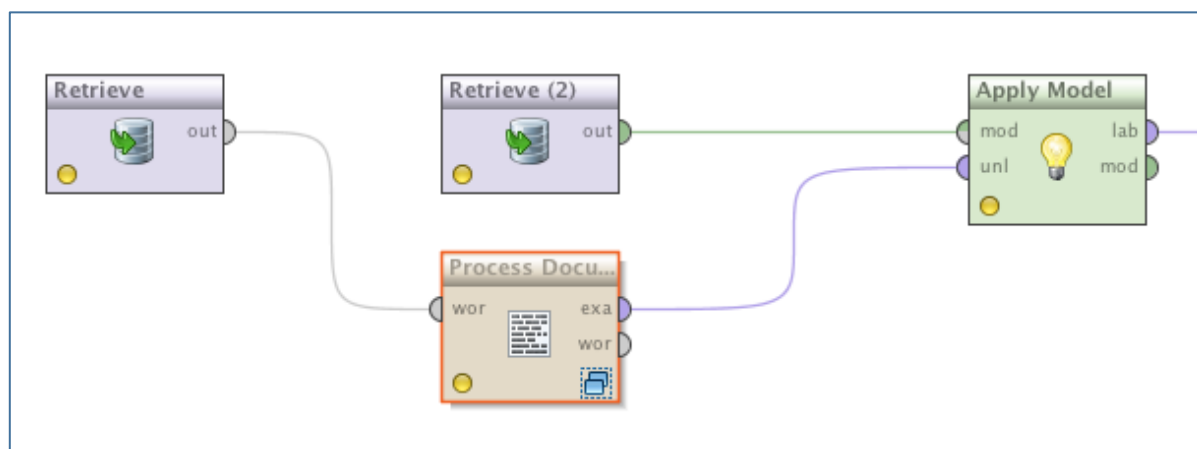 Retrieve
out
Retrieve (2)
out
Apply Model
mod
lab
unl
mod
Process Docu...
wor
exa
wor